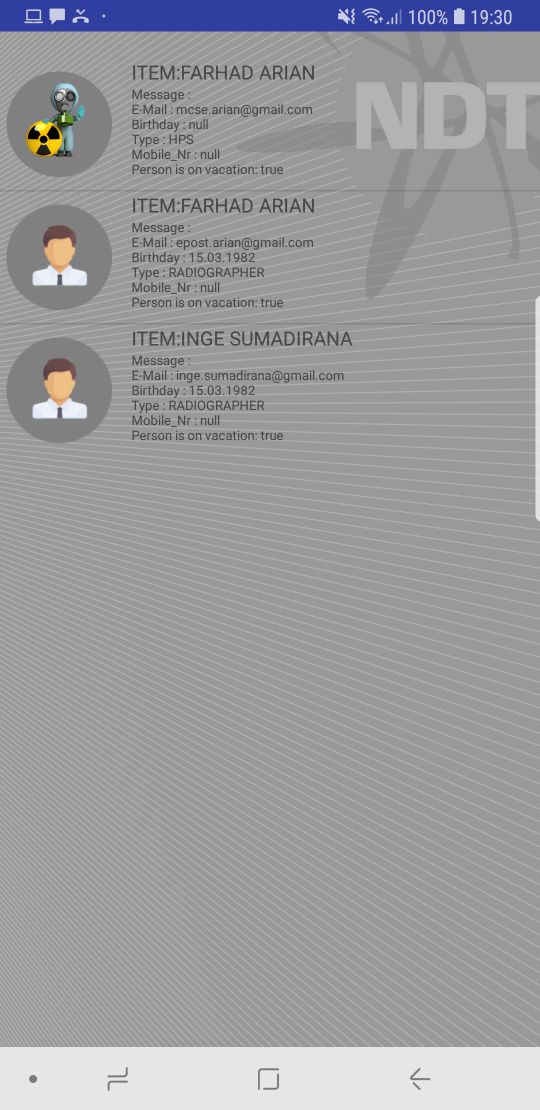 100% 19:30
NDT
ITEM:FARHAD ARIAN
Message :
E-Mail : mcse.arian@gmail.com
Birthday : null
Type : HPS
Mobile_Nr : null
Person is on vacation: true
ITEM:FARHAD ARIAN
Message :
E-Mail : epost.arian@gmail.com
Birthday : 15.03.1982
Type : RADIOGRAPHER
Mobile_Nr : null
Person is on vacation: true
ITEM:INGE SUMADIRANA
Message :
E-Mail : inge.sumadirana@gmail.com
Birthday : 15.03.1982
Type : RADIOGRAPHER
Mobile_Nr : null
Person is on vacation: true